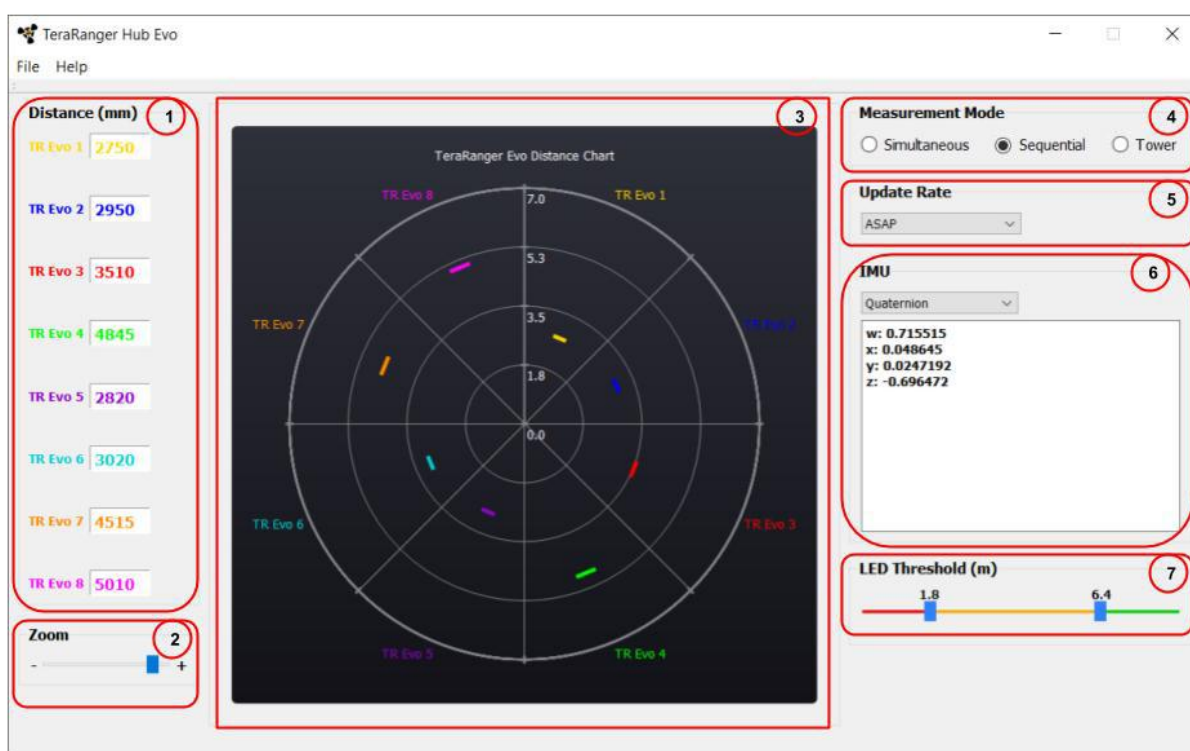 TeraRanger Hub Evo
File Help
Distance (mm) 1
TR Evo 1 2750
TR Evo 2 2950
TR Evo 3 3510
TR Evo 4 4845
TR Evo 5 2820
TR Evo 6 3020
TR Evo 7 4515
TR Evo 8 5010
Zoom 2
- +
3
TeraRanger Evo Distance Chart
TR Evo 8 7.0 TR Evo 1
5.3
TR Evo 7 3.5 TR Evo 2
1.8
0.0
TR Evo 6 TR Evo 3
TR Evo 5 TR Evo 4
Measurement Mode 4
Simultaneous Sequential Tower
Update Rate 5
ASAP
IMU 6
Quaternion
w: 0.715515
x: 0.048645
y: 0.0247192
z: -0.696472
LED Threshold (m) 7
1.8 6.4